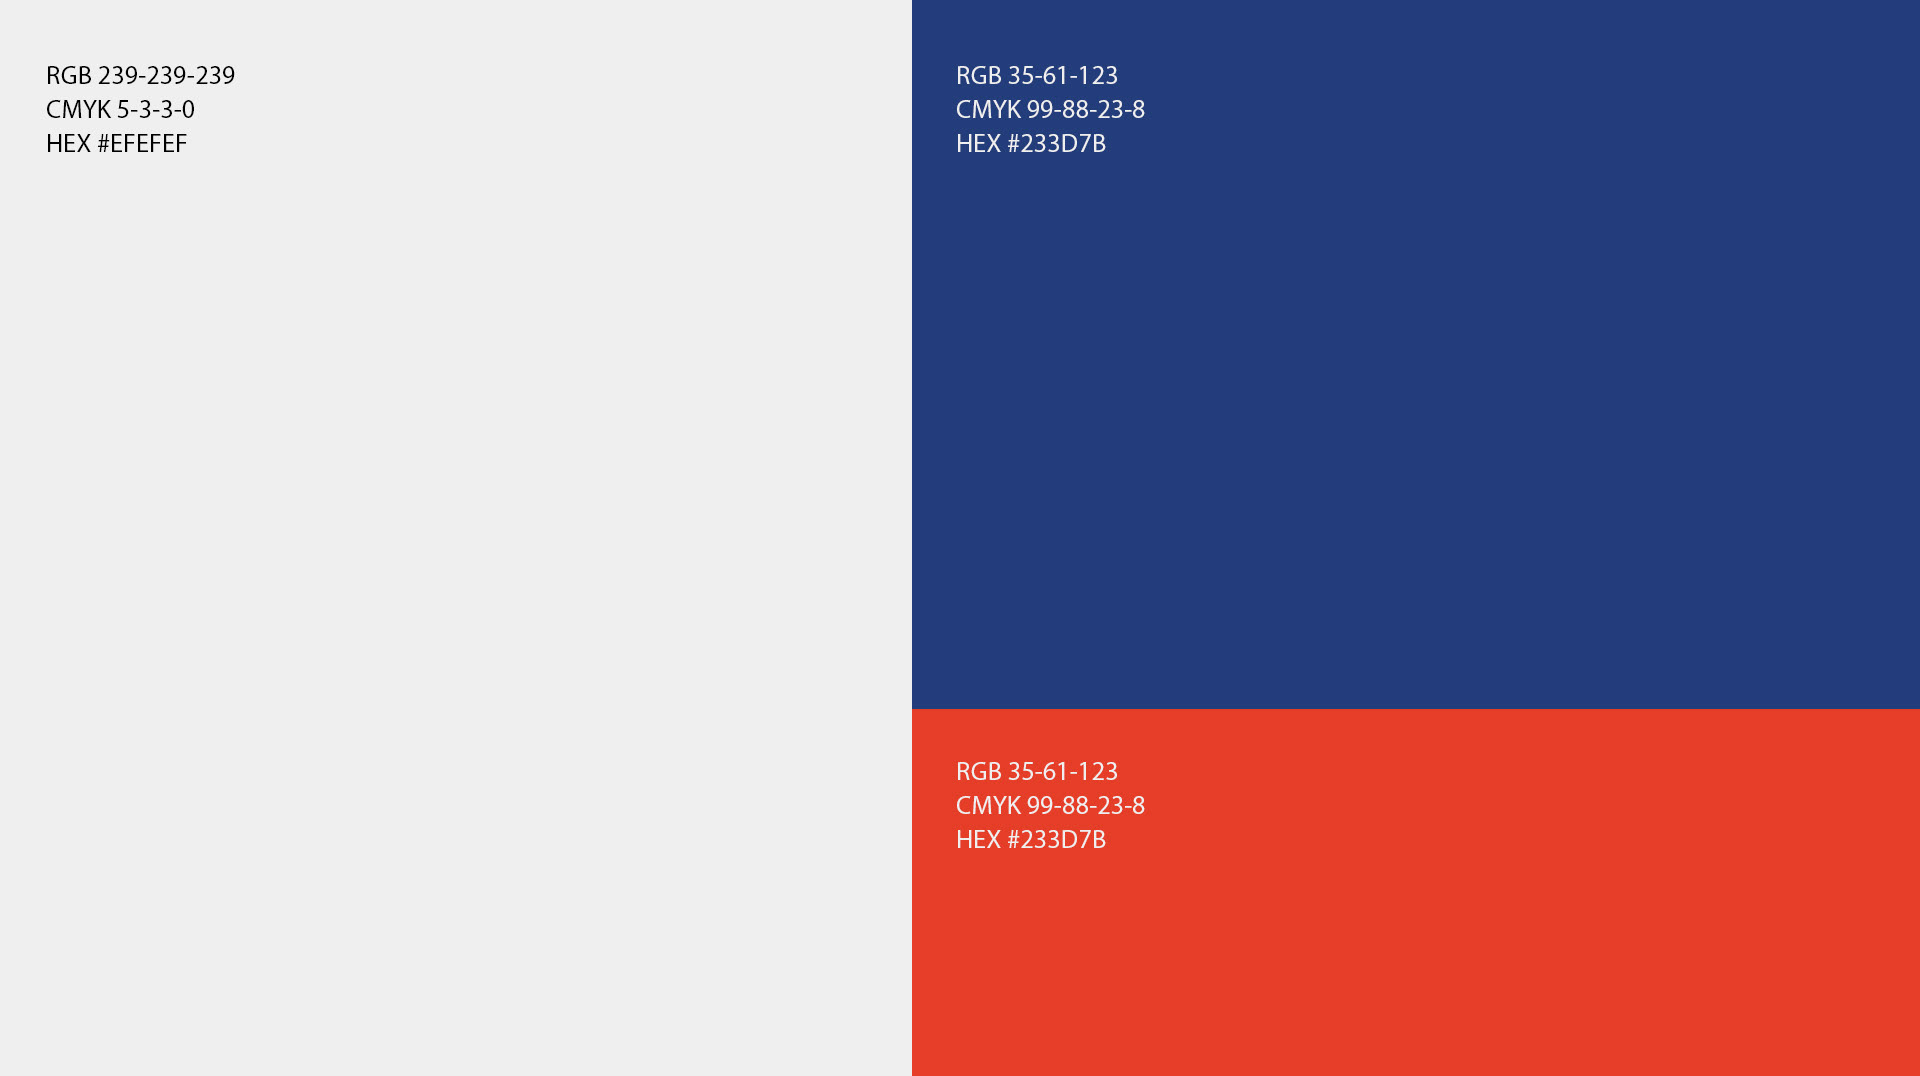 RGB 239-239-239
CMYK 5-3-3-0
HEX #EFEFEF
RGB 35-61-123
CMYK 99-88-23-8
HEX #233D7B
RGB 35-61-123
CMYK 99-88-23-8
HEX #233D7B